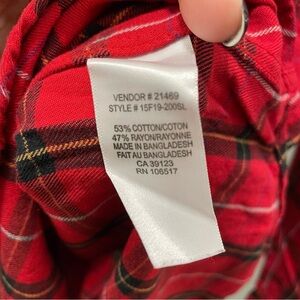 VENDOR # 21469
STYLE # 15F19-200SL
53% COTTON/COTON
47% RAYON/RAYONNE
MADE IN BANGLADESH
FAIT AU BANGLADESH
CA 39123
RN 106517